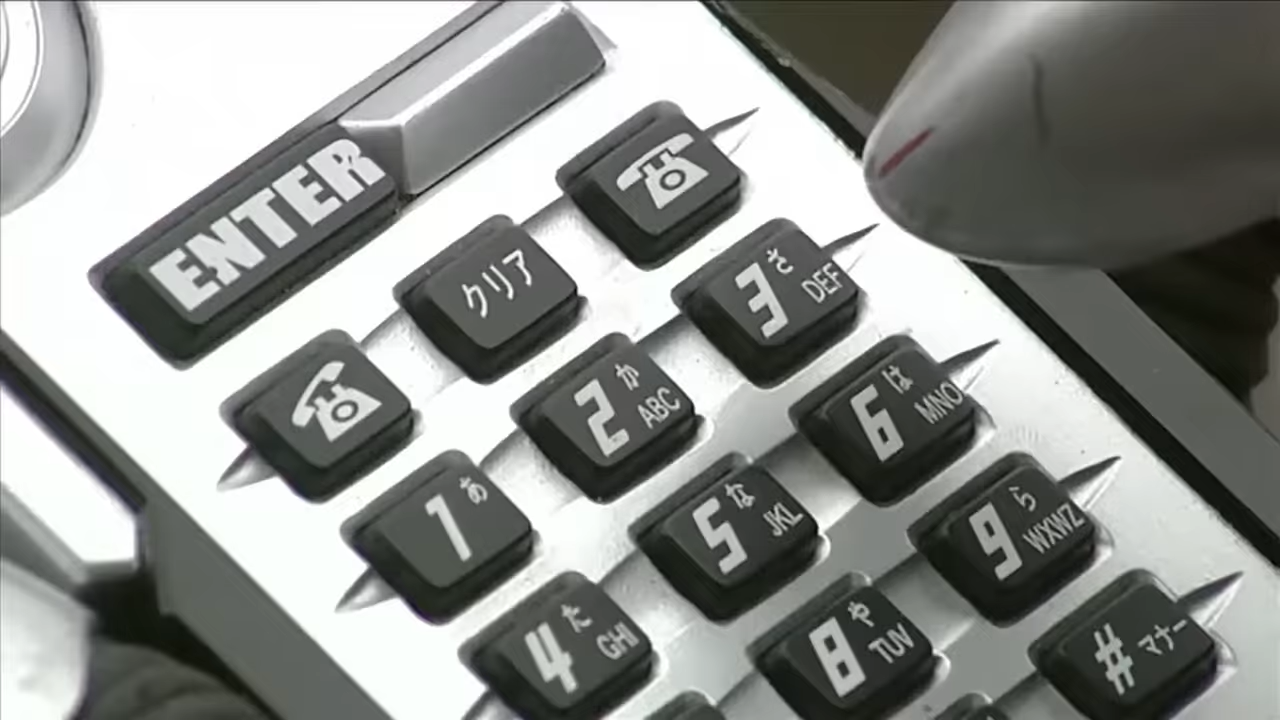 ENTER
クリア
1 あ
2 か ABC
3 さ DEF
4 た GHI
5 な JKL
6 は MNO
8 や TUV
9 ら WXWZ
# マナー